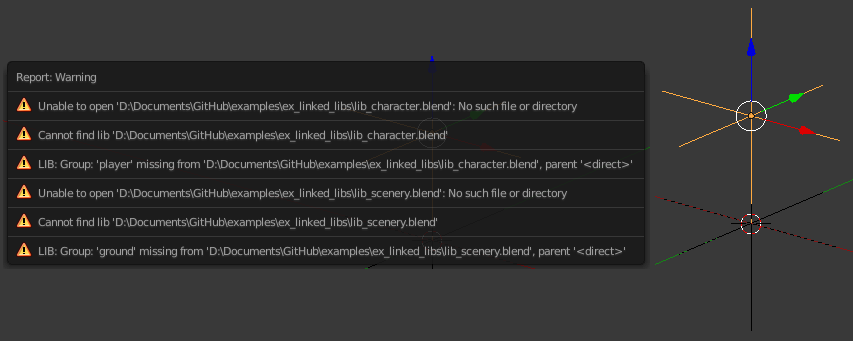 Report: Warning
Unable to open 'D:\Documents\GitHub\examples\ex_linked_libs\lib_character.blend': No such file or directory
Cannot find lib 'D:\Documents\GitHub\examples\ex_linked_libs\lib_character.blend'
LIB: Group: 'player' missing from 'D:\Documents\GitHub\examples\ex_linked_libs\lib_character.blend', parent '<direct>'
Unable to open 'D:\Documents\GitHub\examples\ex_linked_libs\lib_scenery.blend': No such file or directory
Cannot find lib 'D:\Documents\GitHub\examples\ex_linked_libs\lib_scenery.blend'
LIB: Group: 'ground' missing from 'D:\Documents\GitHub\examples\ex_linked_libs\lib_scenery.blend', parent '<direct>'